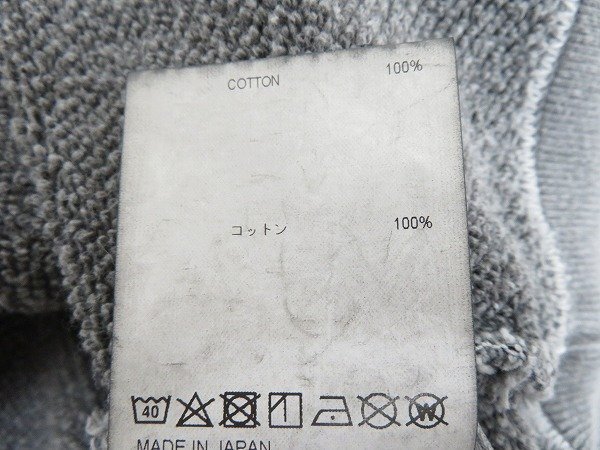 COTTON 100%
コットン 100%
40 W
MADE IN JAPAN